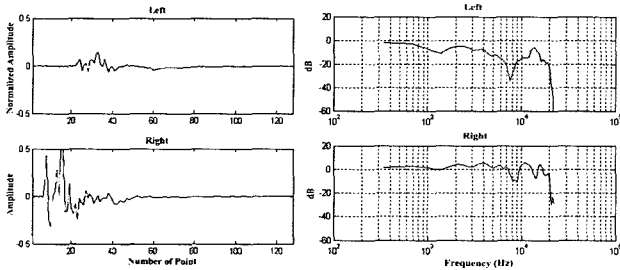 Left
Normalized Amplitude
0.5
0
-0.5
20 40 60 80 100 120
Right
Amplitude
0.5
0
-0.5
20 40 60 80 100 120
Number of Point
Left
dB
20
0
-20
-40
-60
10² 10³ 10⁴ 10⁵
Right
dB
20
0
-20
-40
-60
10² 10³ 10⁴ 10⁵
Frequency (Hz)